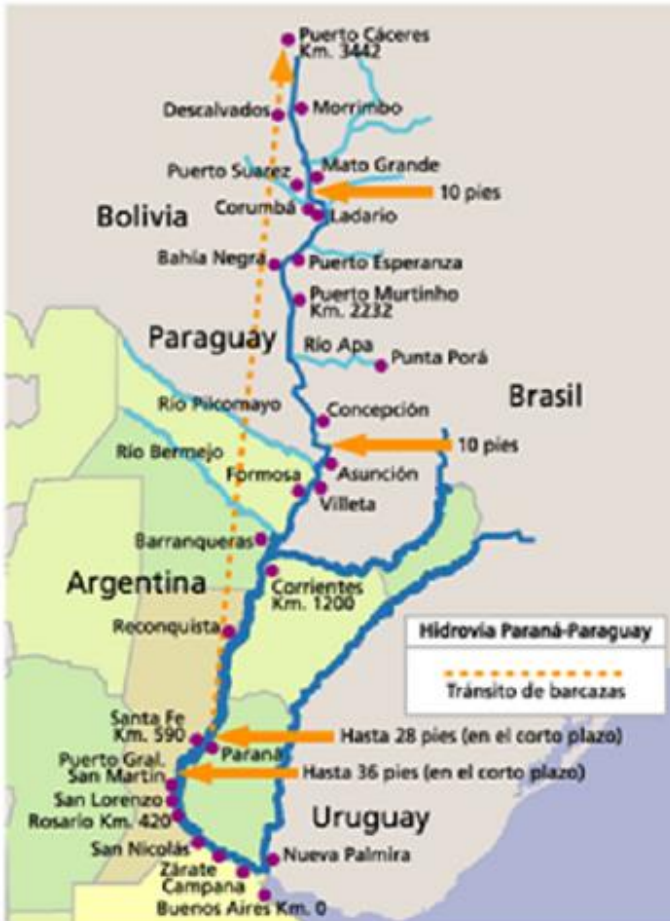 Puerto Cáceres
Km. 3442
Descalvados
Morrimbo
Mato Grande
Puerto Suarez
10 pies
Corumbá
Ladario
Bolivia
Bahía Negra
Puerto Esperanza
Puerto Murtinho
Km. 2232
Paraguay
Río Apa
Punta Porá
Brasil
Río Pilcomayo
Concepción
Río Bermejo
10 pies
Formosa
Asunción
Villeta
Barranqueras
Argentina
Corrientes
Km. 1200
Reconquista
Hidrovia Paraná-Paraguay
Tránsito de barcazas
Santa Fe
Km. 590
Paraná
Hasta 28 pies (en el corto plazo)
Puerto Gral.
San Martin
Hasta 36 pies (en el corto plazo)
San Lorenzo
Rosario Km. 420
Uruguay
San Nicolás
Nueva Palmira
Zárate
Campana
Buenos Aires Km. 0